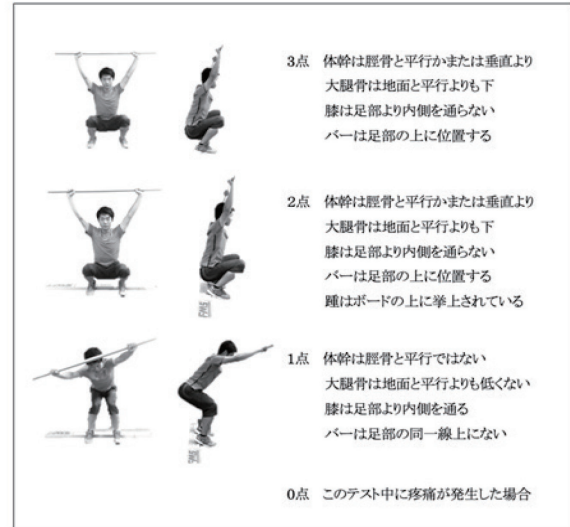 3点 体幹は脛骨と平行かまたは垂直より
大腿骨は地面と平行よりも下
膝は足部より内側を通らない
バーは足部の上に位置する
2点 体幹は脛骨と平行かまたは垂直より
大腿骨は地面と平行よりも下
膝は足部より内側を通らない
バーは足部の上に位置する
踵はボードの上に挙上されている
FMS
1点 体幹は脛骨と平行ではない
大腿骨は地面と平行よりも低くない
膝は足部より内側を通る
バーは足部の同一線上にない
FMS
0点 このテスト中に疼痛が発生した場合